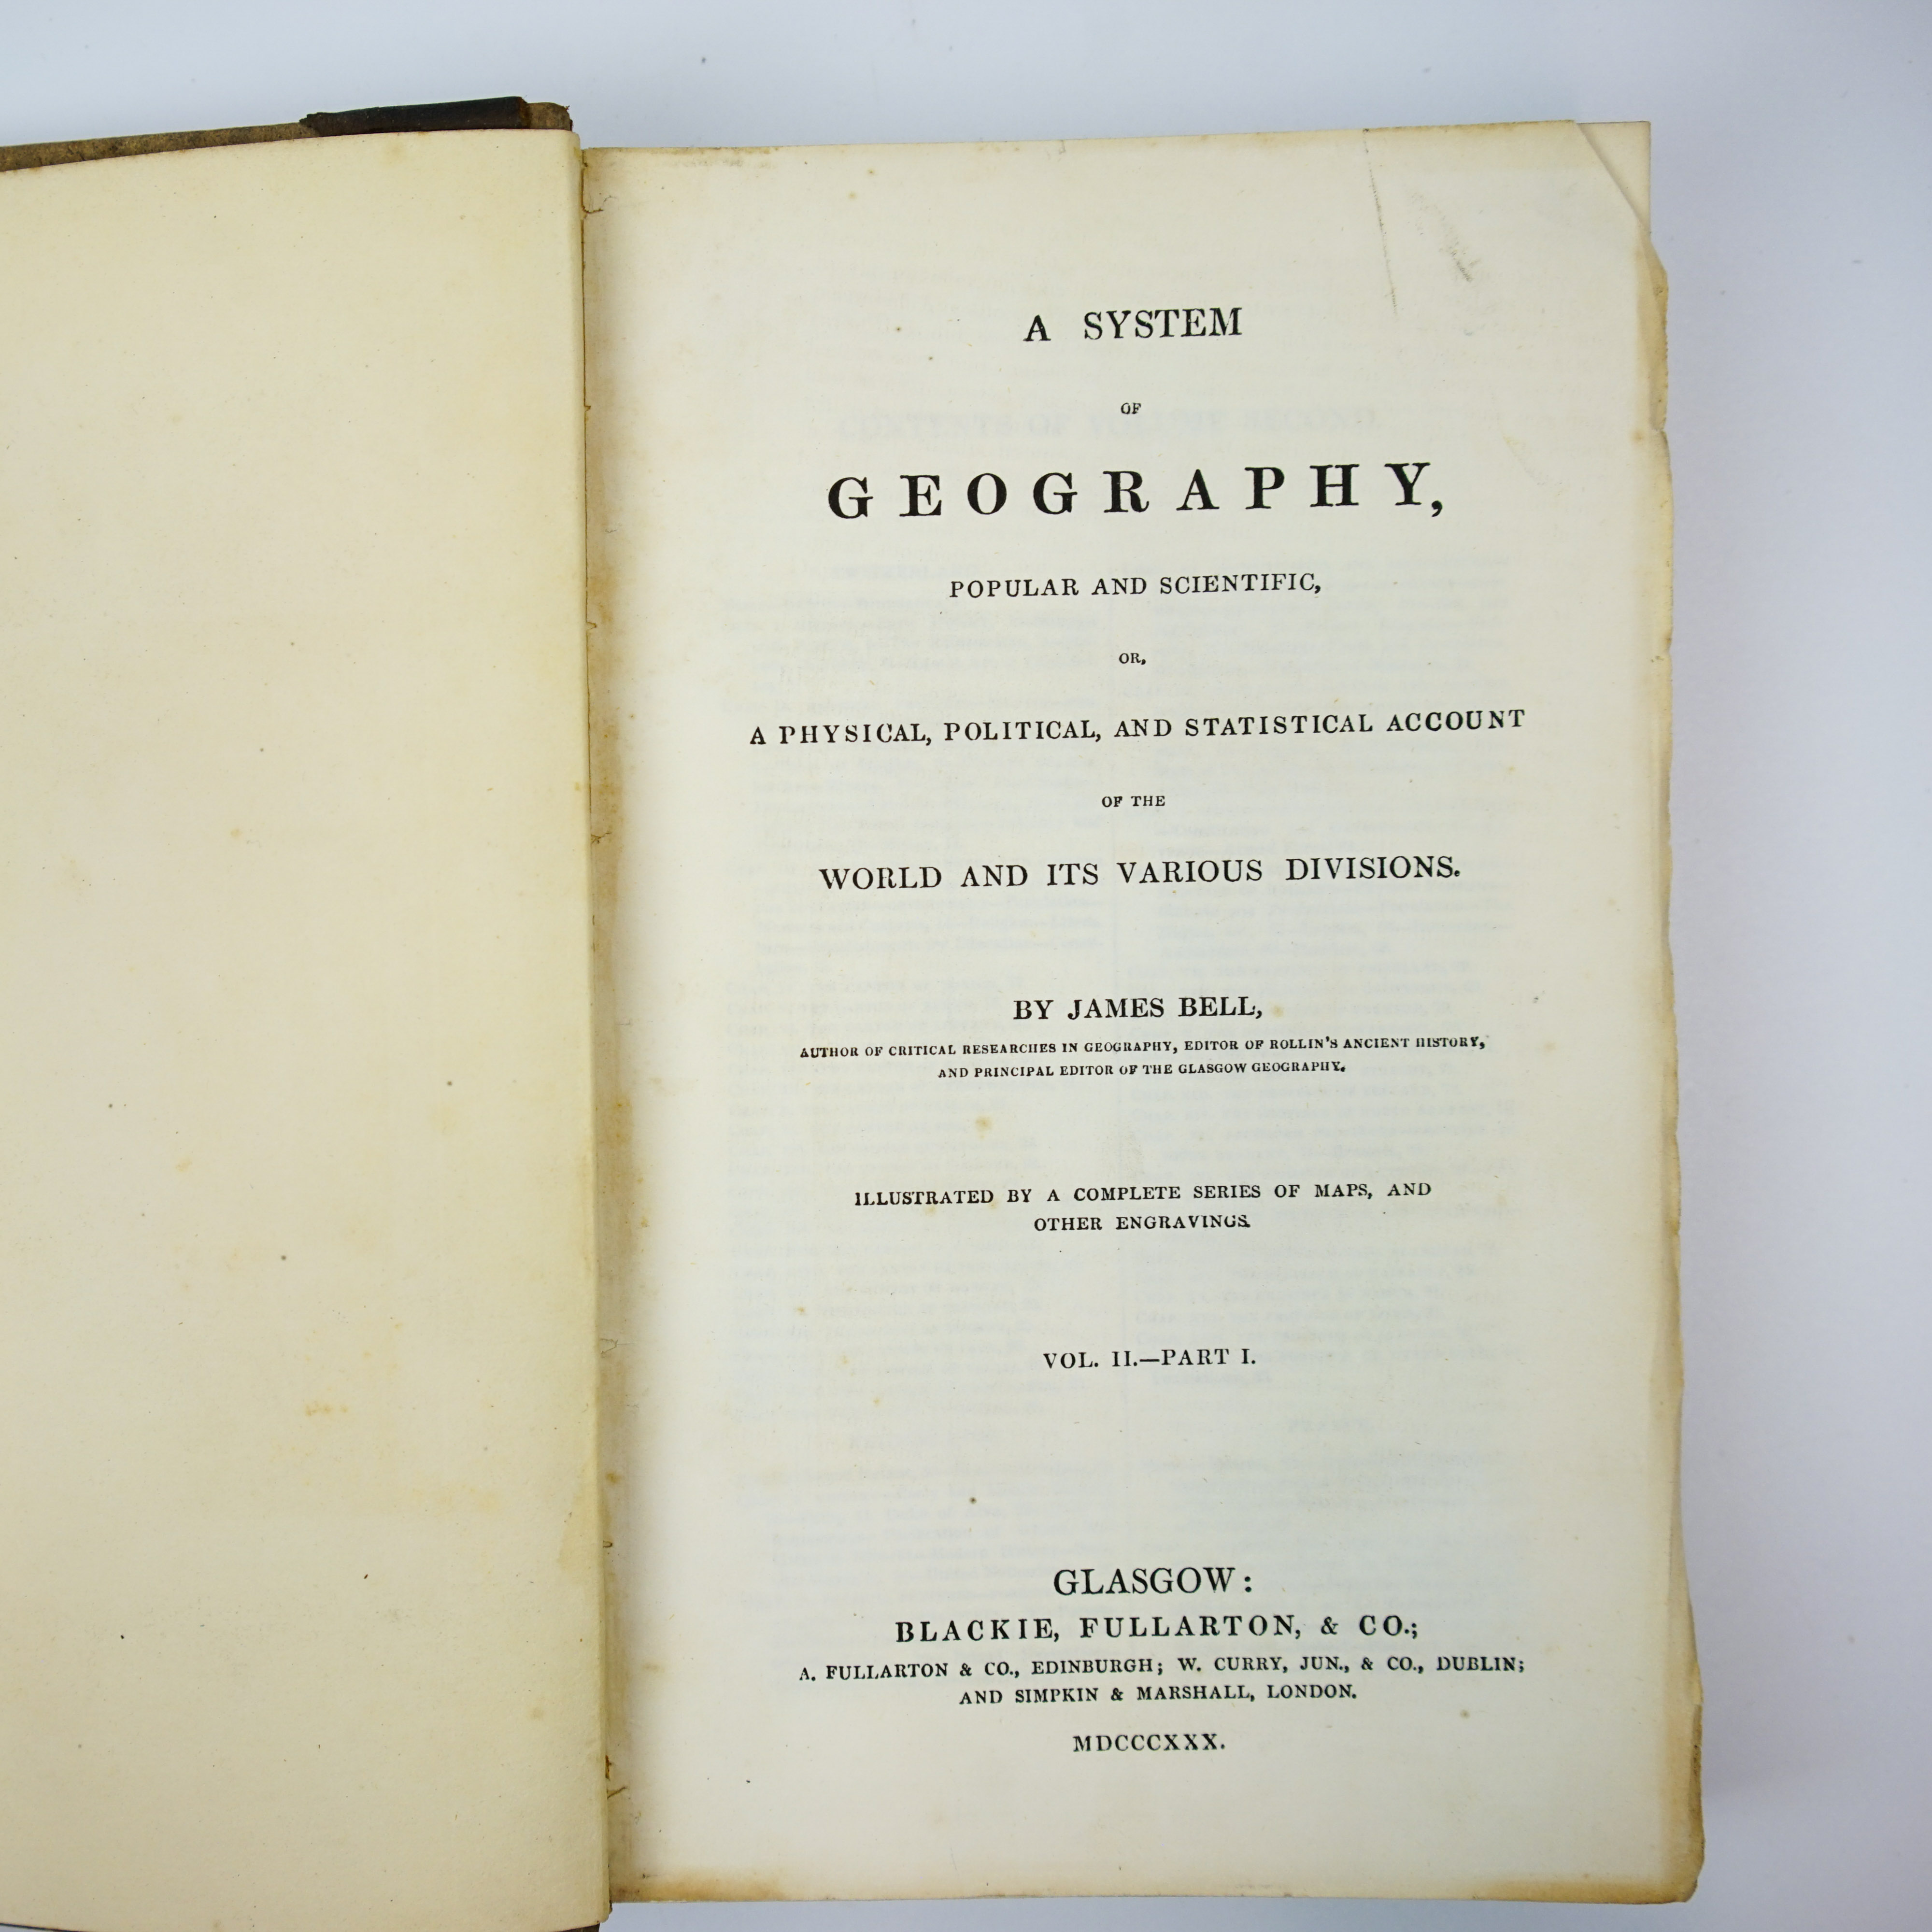 A SYSTEM
OF
GEOGRAPHY,
POPULAR AND SCIENTIFIC,
OR,
A PHYSICAL, POLITICAL, AND STATISTICAL ACCOUNT
OF THE
WORLD AND ITS VARIOUS DIVISIONS.
BY JAMES BELL,
AUTHOR OF CRITICAL RESEARCHES IN GEOGRAPHY, EDITOR OF ROLLIN'S ANCIENT HISTORY,
AND PRINCIPAL EDITOR OF THE GLASGOW GEOGRAPHY.
ILLUSTRATED BY A COMPLETE SERIES OF MAPS, AND
OTHER ENGRAVINGS.
VOL. II.—PART I.
GLASGOW:
BLACKIE, FULLARTON, & CO.;
A. FULLARTON & CO., EDINBURGH; W. CURRY, JUN., & CO., DUBLIN;
AND SIMPKIN & MARSHALL, LONDON.
MDCCCXXX.